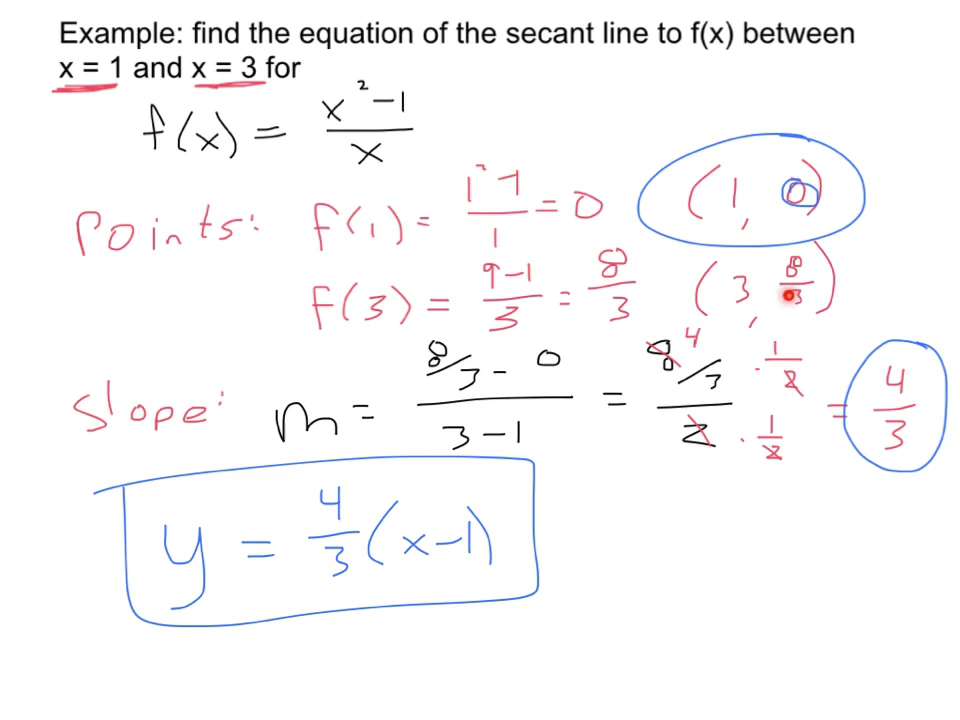 Example: find the equation of the secant line to f(x) between
x = 1 and x = 3 for
f(x) = (x² - 1)/x
Points: f(1) = (1² - 1)/1 = 0 (1, 0)
f(3) = (9 - 1)/3 = 8/3 (3, 8/3)
Slope: m = (8/3 - 0)/(3 - 1) = (8/3)/2 4 · 1/2 · 1/2 = 4/3
y = 4/3 (x - 1)